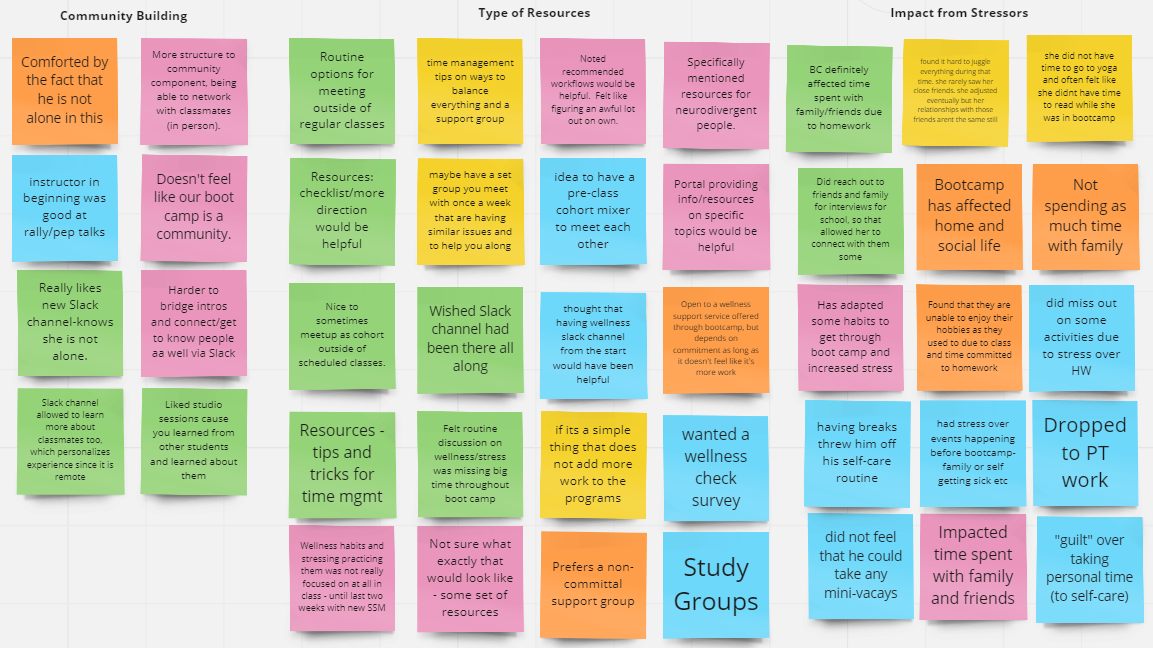 Community Building
Comforted by
the fact that
he is not
alone in this
More structure to
community
component, being
able to network
with classmates
(in person).
instructor in
beginning was
good at
rally/pep talks
Doesn't feel
like our boot
camp is a
community.
Really likes
new Slack
channel-knows
she is not
alone.
Harder to
bridge intros
and connect/get
to know people
aa well via Slack
Slack channel
allowed to learn
more about
classmates too,
which personalizes
experience since it is
remote
Liked studio
sessions cause
you learned from
other students
and learned about
them
Type of Resources
Routine
options for
meeting
outside of
regular classes
time management
tips on ways to
balance
everything and a
support group
Noted
recommended
workflows would be
helpful. Felt like
figuring an awful lot
out on own.
Specifically
mentioned
resources for
neurodivergent
people.
Resources:
checklist/more
direction
would be
helpful
maybe have a set
group you meet
with once a week
that are having
similar issues and
to help you along
idea to have a
pre-class
cohort mixer
to meet each
other
Portal providing
info/resources
on specific
topics would be
helpful
Nice to
sometimes
meetup as cohort
outside of
scheduled classes.
Wished Slack
channel had
been there all
along
thought that
having wellness
slack channel
from the start
would have been
helpful
Open to a wellness
support service offered
through bootcamp, but
depends on
commitment as long as
it doesn't feel like it's
more work
Resources -
tips and
tricks for
time mgmt
Felt routine
discussion on
wellness/stress
was missing big
time throughout
boot camp
if its a simple
thing that does
not add more
work to the
programs
wanted a
wellness
check
survey
Wellness habits and
stressing practicing
them was not really
focused on at all in
class - until last two
weeks with new SSM
Not sure what
exactly that
would look like
- some set of
resources
Prefers a non-
committal
support group
Study
Groups
Impact from Stressors
BC definitely
affected time
spent with
family/friends due
to homework
found it hard to juggle
everything during that
time. she rarely saw her
close friends. she adjusted
eventually but her
relationships with those
friends arent the same still
she did not have
time to go to yoga
and often felt like
she didnt have time
to read while she
was in bootcamp
Did reach out to
friends and family
for interviews for
school, so that
allowed her to
connect with them
some
Bootcamp
has affected
home and
social life
Not
spending as
much time
with family
Has adapted
some habits to
get through
boot camp and
increased stress
Found that they are
unable to enjoy their
hobbies as they
used to due to class
and time committed
to homework
did miss out
on some
activities due
to stress over
HW
having breaks
threw him off
his self-care
routine
had stress over
events happening
before bootcamp-
family or self
getting sick etc
Dropped
to PT
work
did not feel
that he could
take any
mini-vacays
Impacted
time spent
with family
and friends
"guilt" over
taking
personal time
(to self-care)